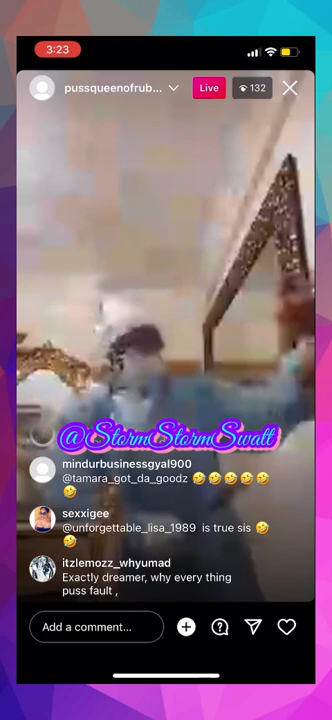 3:23
pussqueenofrub...
Live
132
@StormStormSwatt
mindurbusinessgyal900
@tamara_got_da_goodz 🤣🤣🤣🤣🤣
🤣
sexxigee
@unforgettable_lisa_1989 is true sis 🤣
🤣
itzlemozz_whyumad
Exactly dreamer, why every thing
puss fault ,
Add a comment...